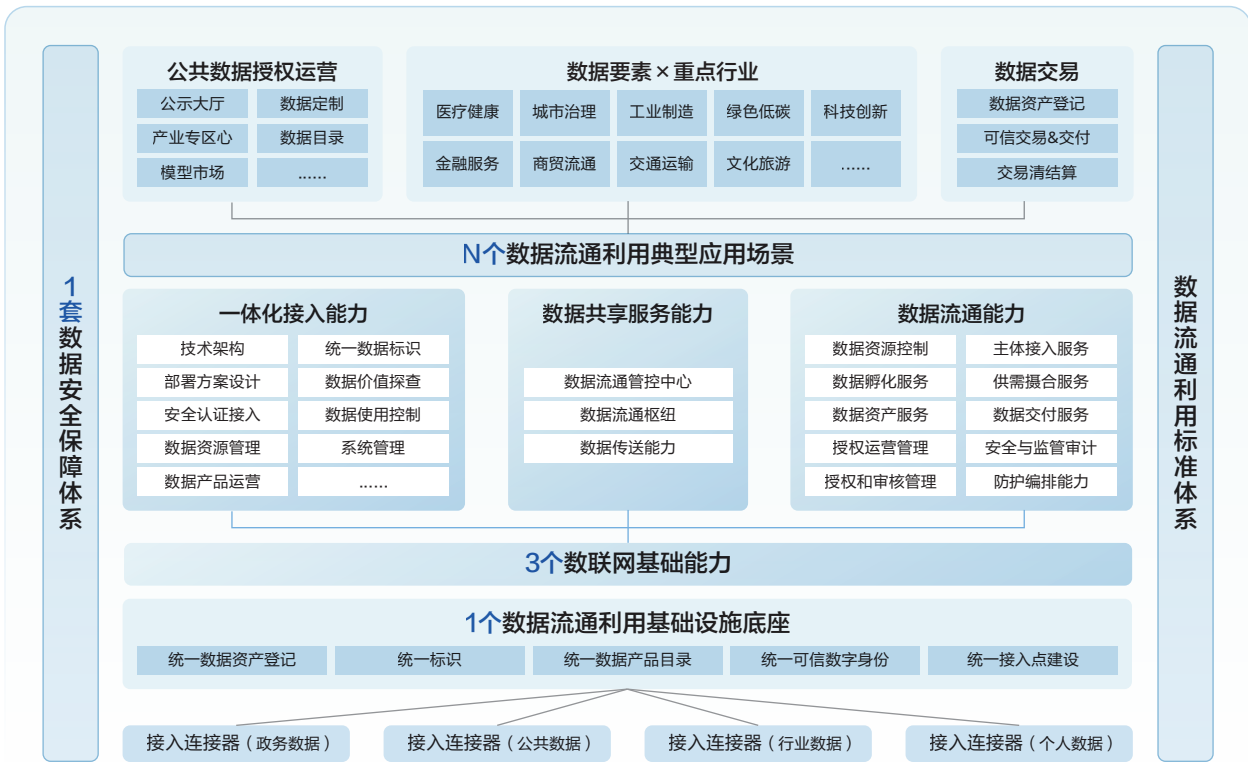 1套数据安全保障体系
公共数据授权运营
公示大厅
数据定制
产业专区心
数据目录
模型市场
......
数据要素×重点行业
医疗健康
城市治理
工业制造
绿色低碳
科技创新
金融服务
商贸流通
交通运输
文化旅游
......
数据交易
数据资产登记
可信交易&交付
交易清结算
N个数据流通利用典型应用场景
一体化接入能力
技术架构
统一数据标识
部署方案设计
数据价值探查
安全认证接入
数据使用控制
数据资源管理
系统管理
数据产品运营
......
数据共享服务能力
数据流通管控中心
数据流通枢纽
数据传送能力
数据流通能力
数据资源控制
主体接入服务
数据孵化服务
供需撮合服务
数据资产服务
数据交付服务
授权运营管理
安全与监管审计
授权和审核管理
防护编排能力
3个数联网基础能力
1个数据流通利用基础设施底座
统一数据资产登记
统一标识
统一数据产品目录
统一可信数字身份
统一接入点建设
接入连接器（政务数据）
接入连接器（公共数据）
接入连接器（行业数据）
接入连接器（个人数据）
数据流通利用标准体系